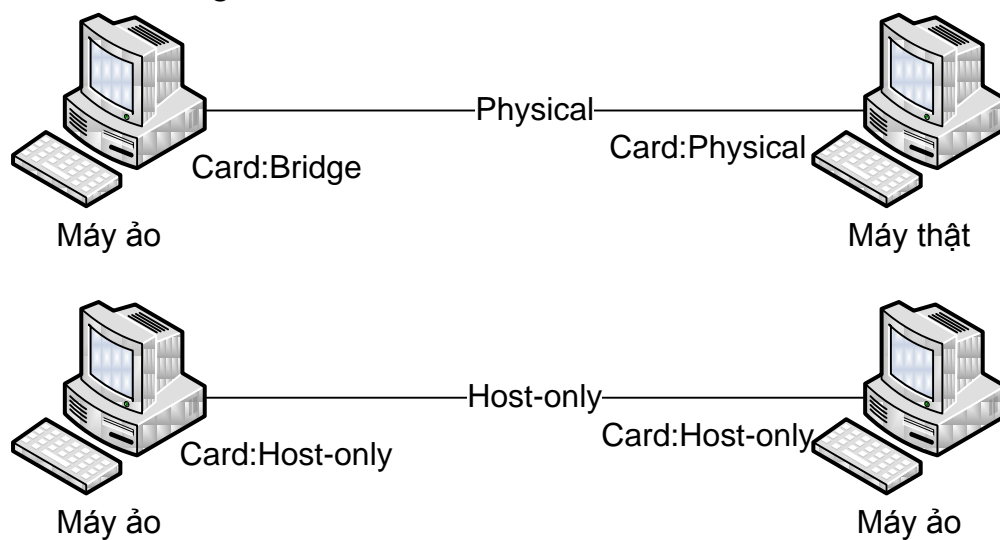 Physical
Card:Bridge
Card:Physical
Máy ảo
Máy thật
Host-only
Card:Host-only
Card:Host-only
Máy ảo
Máy ảo